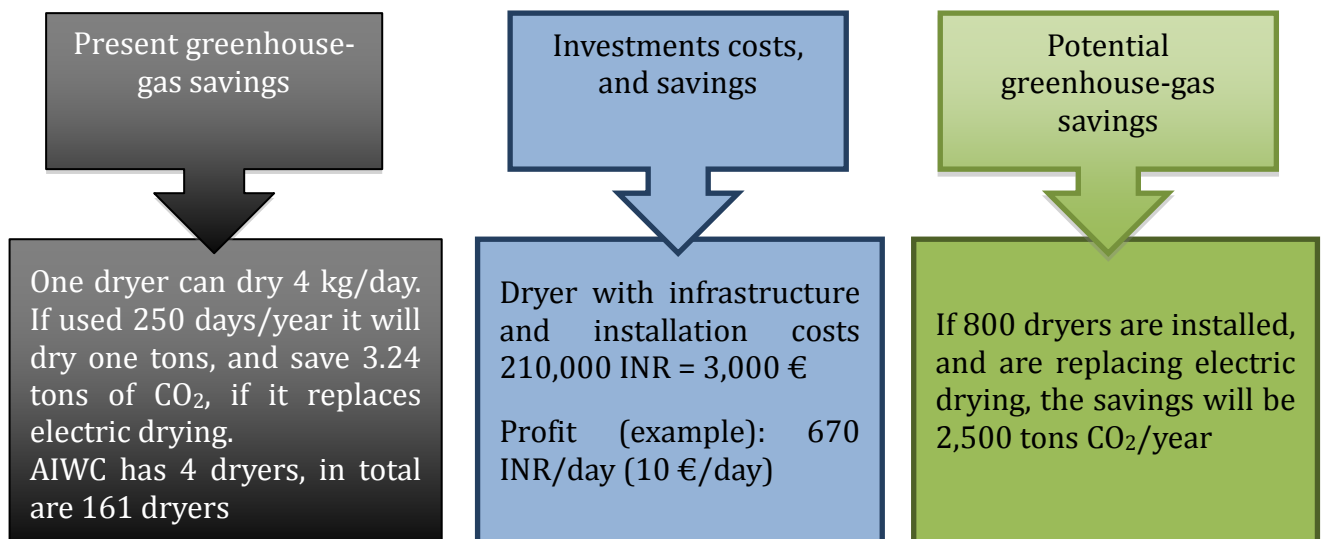 Present greenhouse-
gas savings
One dryer can dry 4 kg/day.
If used 250 days/year it will
dry one tons, and save 3.24
tons of CO₂, if it replaces
electric drying.
AIWC has 4 dryers, in total
are 161 dryers
Investments costs,
and savings
Dryer with infrastructure
and installation costs
210,000 INR = 3,000 €
Profit (example): 670
INR/day (10 €/day)
Potential
greenhouse-gas
savings
If 800 dryers are installed,
and are replacing electric
drying, the savings will be
2,500 tons CO₂/year